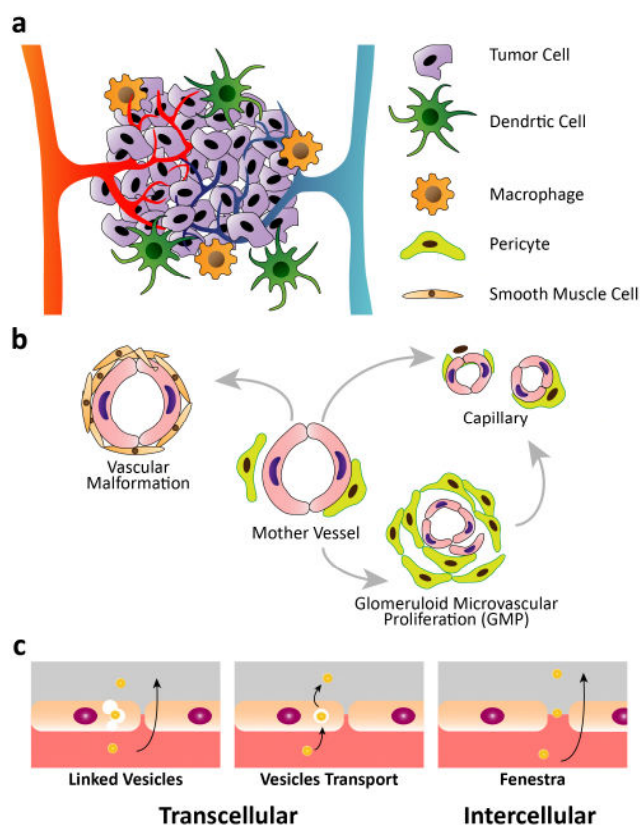 a
Tumor Cell
Dendrtic Cell
Macrophage
Pericyte
Smooth Muscle Cell
b
Vascular
Malformation
Mother Vessel
Capillary
Glomeruloid Microvascular
Proliferation (GMP)
c
Linked Vesicles
Vesicles Transport
Fenestra
Transcellular
Intercellular